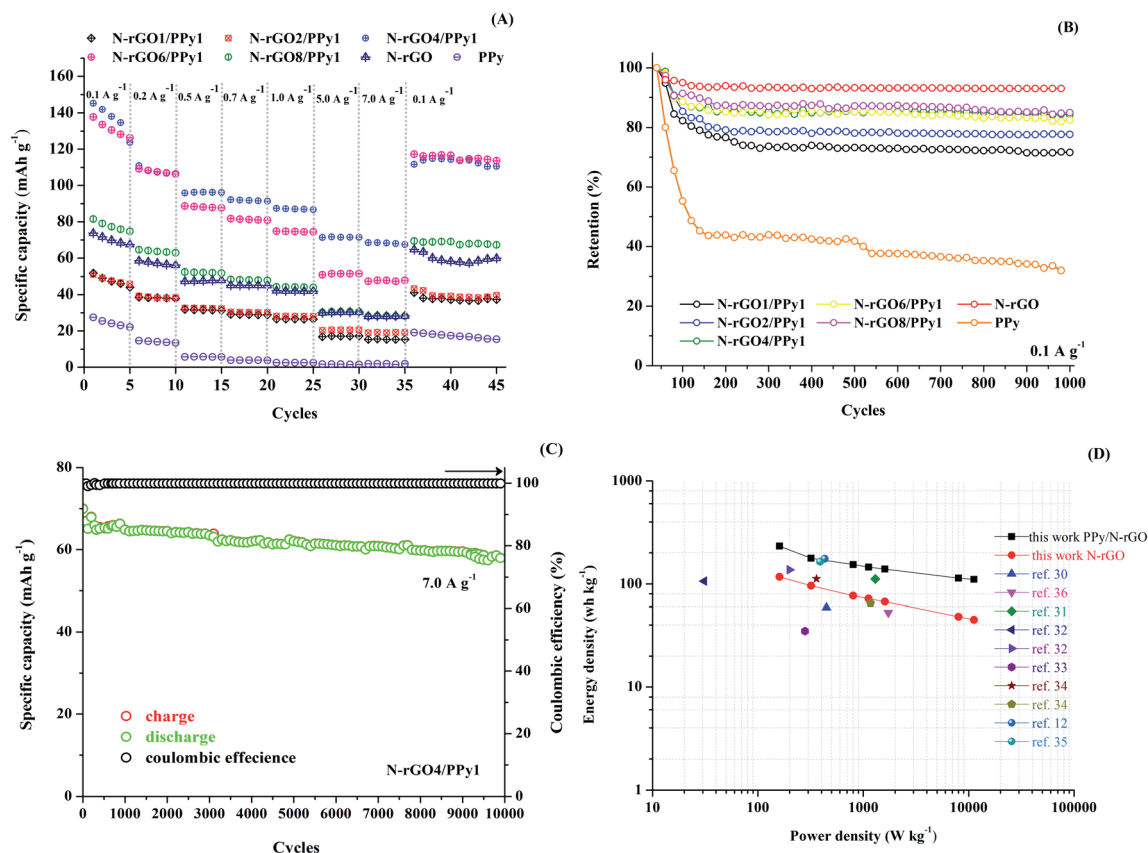 (A)
N-rGO1/PPy1 N-rGO2/PPy1 N-rGO4/PPy1
N-rGO6/PPy1 N-rGO8/PPy1 N-rGO PPy
160
140
120
100
80
60
40
20
0
0.1 A g⁻¹ 0.2 A g⁻¹ 0.5 A g⁻¹ 0.7 A g⁻¹ 1.0 A g⁻¹ 5.0 A g⁻¹ 7.0 A g⁻¹ 0.1 A g⁻¹
Specific capacity (mAh g⁻¹)
0 5 10 15 20 25 30 35 40 45
Cycles
(B)
100
80
60
40
20
0
Retention (%)
N-rGO1/PPy1 N-rGO6/PPy1 N-rGO
N-rGO2/PPy1 N-rGO8/PPy1 PPy
N-rGO4/PPy1
0.1 A g⁻¹
100 200 300 400 500 600 700 800 900 1000
Cycles
(C)
80
60
40
20
0
Specific capacity (mAh g⁻¹)
100
80
60
40
20
0
Coulombic efficiency (%)
7.0 A g⁻¹
charge
discharge
coulombic effecience
N-rGO4/PPy1
0 1000 2000 3000 4000 5000 6000 7000 8000 9000 10000
Cycles
(D)
1000
100
10
1
Energy density (wh kg⁻¹)
this work PPy/N-rGO
this work N-rGO
ref. 30
ref. 36
ref. 31
ref. 32
ref. 32
ref. 33
ref. 34
ref. 34
ref. 12
ref. 35
10 100 1000 10000 100000
Power density (W kg⁻¹)